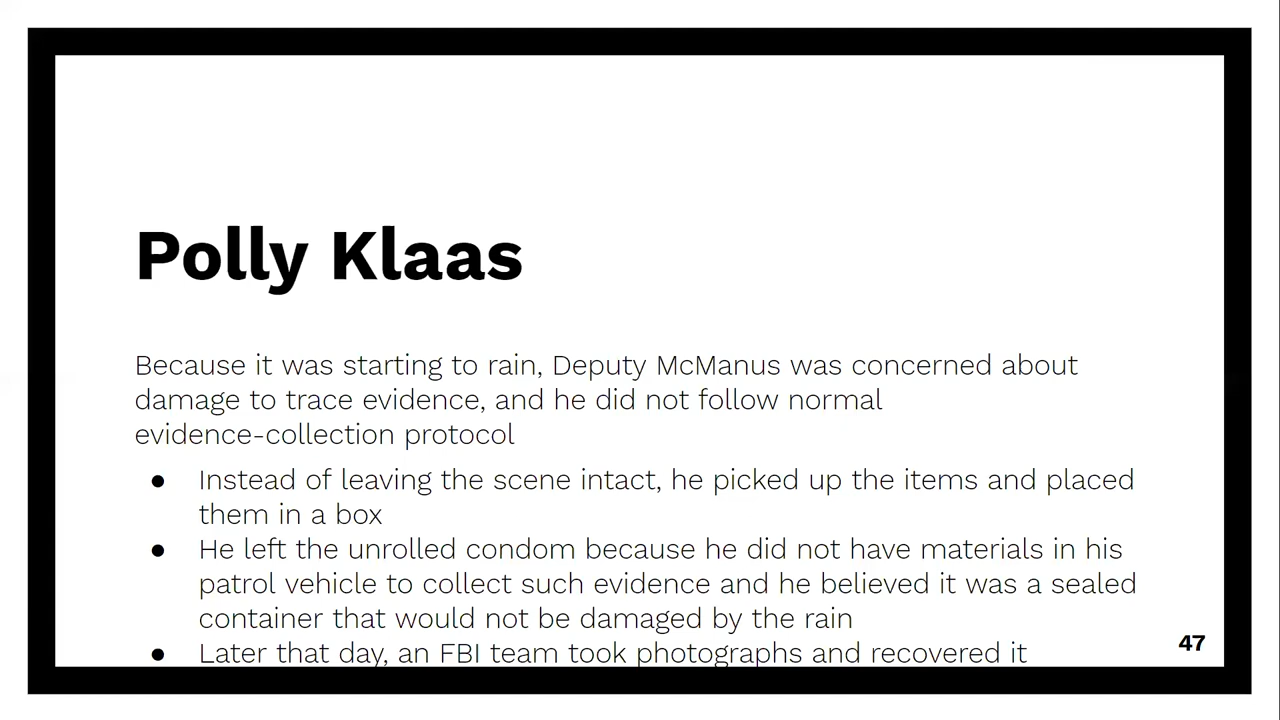 Polly Klaas
Because it was starting to rain, Deputy McManus was concerned about
damage to trace evidence, and he did not follow normal
evidence-collection protocol
● Instead of leaving the scene intact, he picked up the items and placed
them in a box
● He left the unrolled condom because he did not have materials in his
patrol vehicle to collect such evidence and he believed it was a sealed
container that would not be damaged by the rain
● Later that day, an FBI team took photographs and recovered it
47